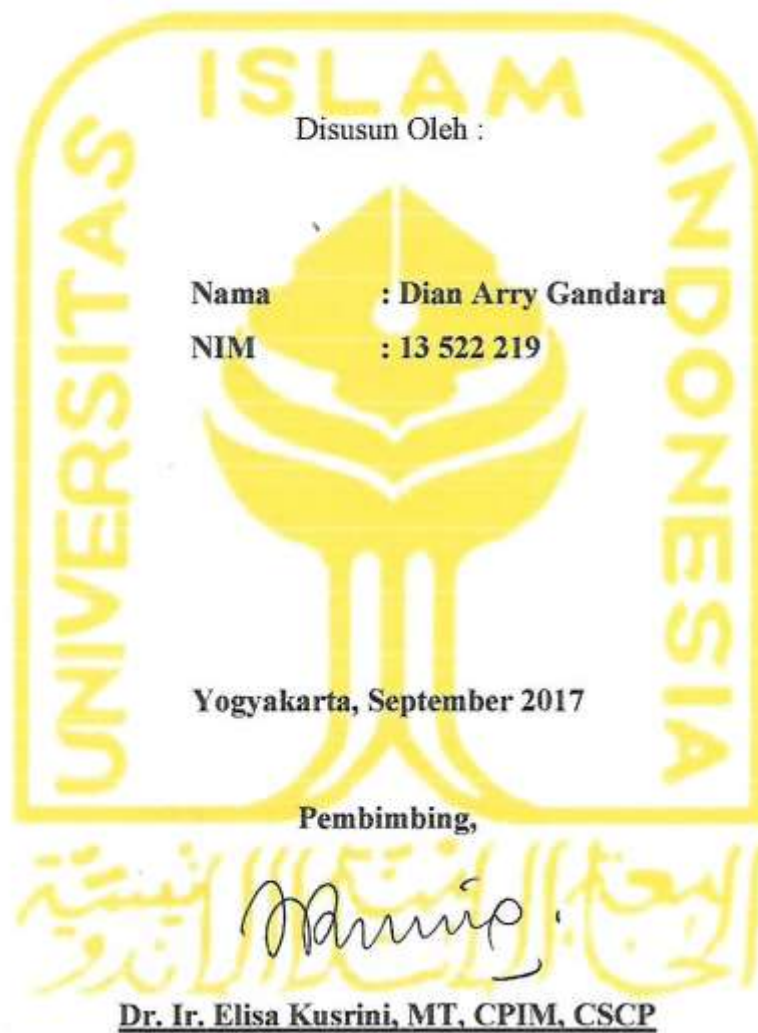 UNIVERSITAS ISLAM INDONESIA
Disusun Oleh :
Nama : Dian Arry Gandara
NIM : 13 522 219
Yogyakarta, September 2017
Pembimbing,
Dr. Ir. Elisa Kusrini, MT, CPIM, CSCP